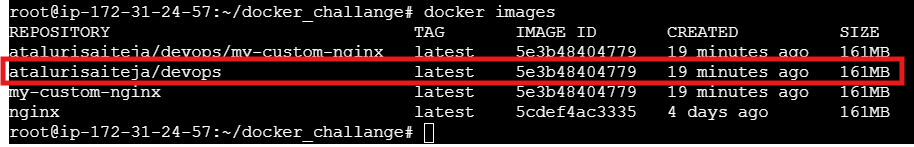 root@ip-172-31-24-57:~/docker_challange# docker images
REPOSITORY TAG IMAGE ID CREATED SIZE
atalurisaiteja/devops/my-custom-nginx latest 5e3b48404779 19 minutes ago 161MB
atalurisaiteja/devops latest 5e3b48404779 19 minutes ago 161MB
my-custom-nginx latest 5e3b48404779 19 minutes ago 161MB
nginx latest 5cdef4ac3335 4 days ago 161MB
root@ip-172-31-24-57:~/docker_challange#